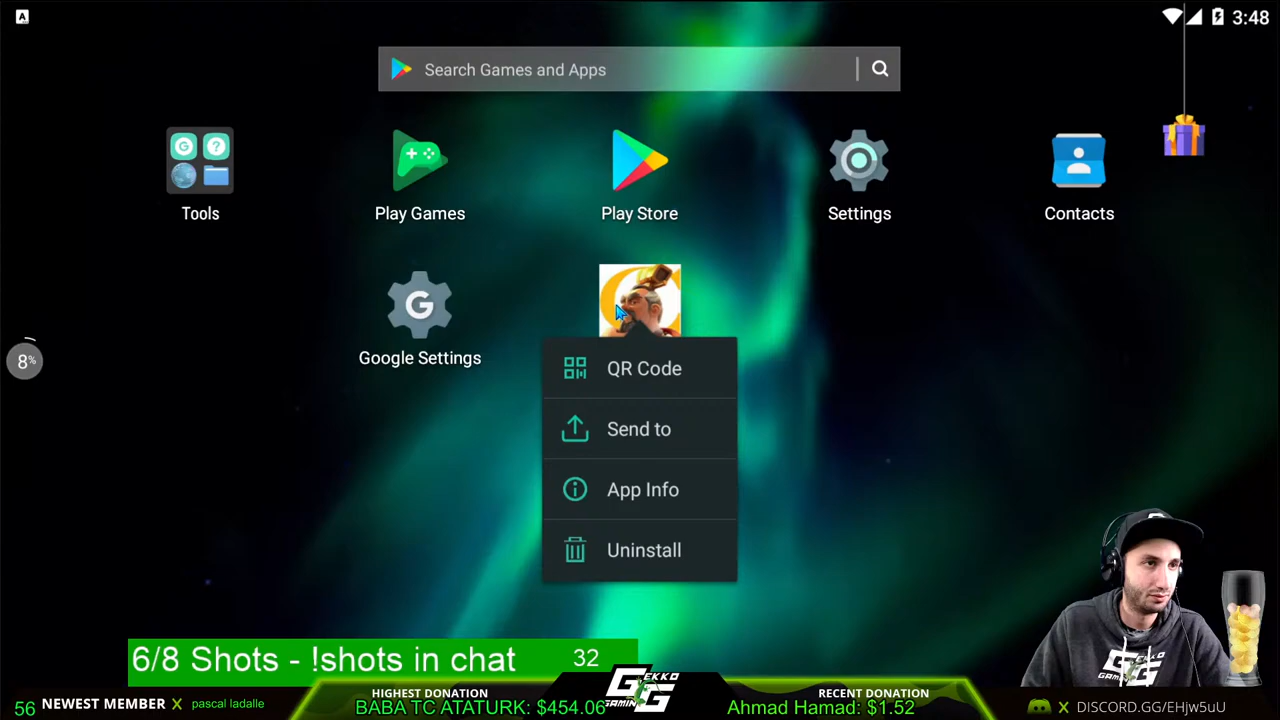 A
3:48
Search Games and Apps
Tools
Play Games
Play Store
Settings
Contacts
G
Google Settings
8%
QR Code
Send to
App Info
Uninstall
6/8 Shots - !shots in chat 32
56 NEWEST MEMBER X pascal ladalle
HIGHEST DONATION
BABA TC ATATURK: $454.06
GEKKO
GAMING
RECENT DONATION
Ahmad Hamad: $1.52
X DISCORD.GG/EHJW5UU